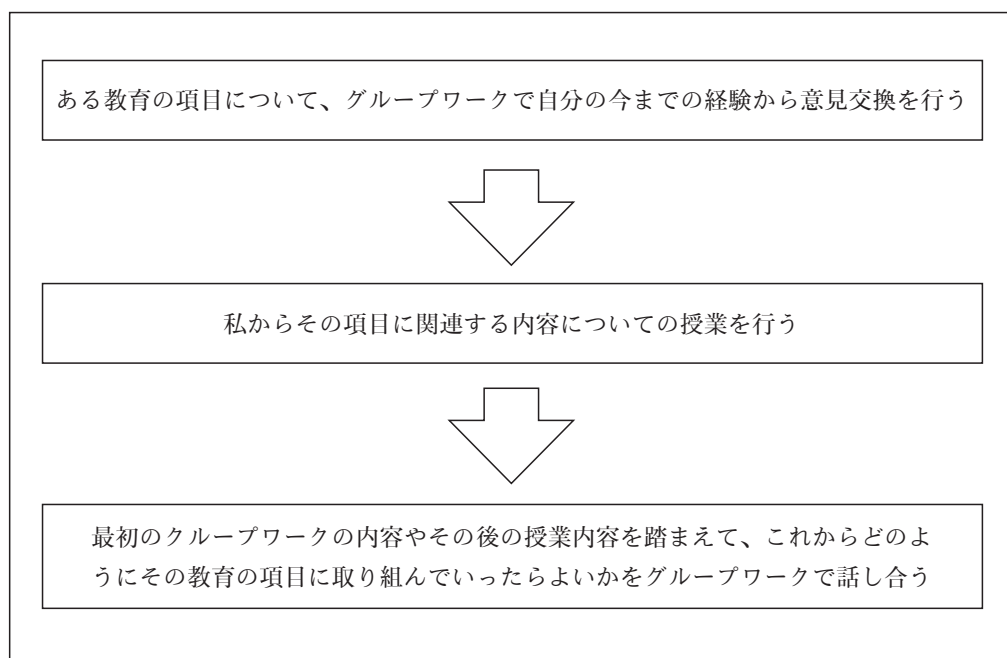 ある教育の項目について、グループワークで自分の今までの経験から意見交換を行う
私からその項目に関連する内容についての授業を行う
最初のクループワークの内容やその後の授業内容を踏まえて、これからどのよ
うにその教育の項目に取り組んでいったらよいかをグループワークで話し合う